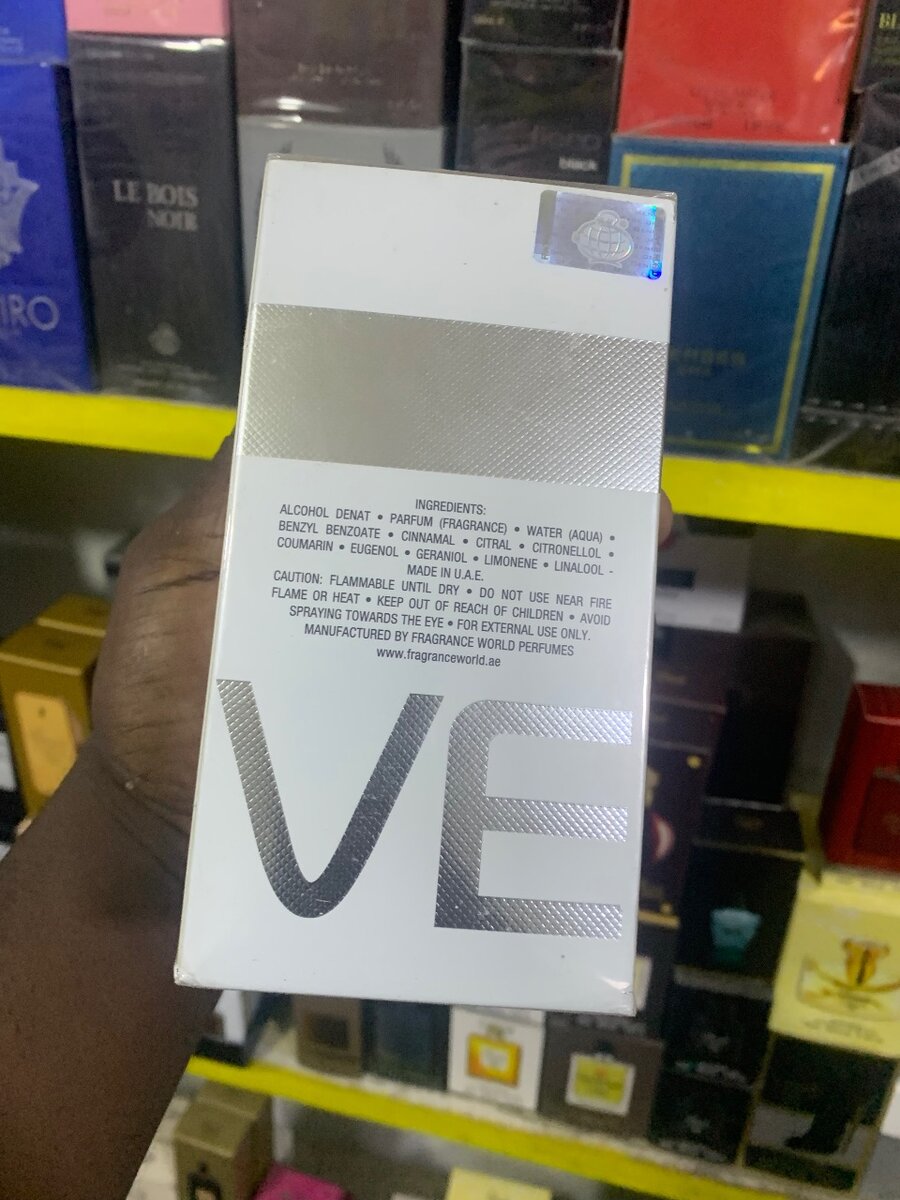 LE BOIS
NOIR
IRO
black
INGREDIENTS:
ALCOHOL DENAT • PARFUM (FRAGRANCE) • WATER (AQUA) •
BENZYL BENZOATE • CINNAMAL • CITRAL • CITRONELLOL •
COUMARIN • EUGENOL • GERANIOL • LIMONENE • LINALOOL -
MADE IN U.A.E.
CAUTION: FLAMMABLE UNTIL DRY • DO NOT USE NEAR FIRE
FLAME OR HEAT • KEEP OUT OF REACH OF CHILDREN • AVOID
SPRAYING TOWARDS THE EYE • FOR EXTERNAL USE ONLY.
MANUFACTURED BY FRAGRANCE WORLD PERFUMES
www.fragranceworld.ae
VE